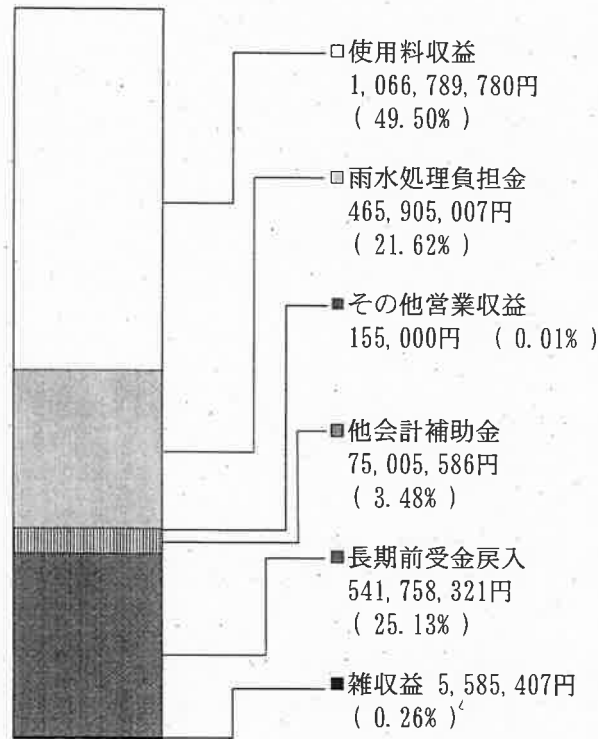 □使用料収益
1,066,789,780円
( 49.50% )
□雨水処理負担金
465,905,007円
( 21.62% )
■その他営業収益
155,000円 ( 0.01% )
■他会計補助金
75,005,586円
( 3.48% )
■長期前受金戻入
541,758,321円
( 25.13% )
■雑収益 5,585,407円
( 0.26% )